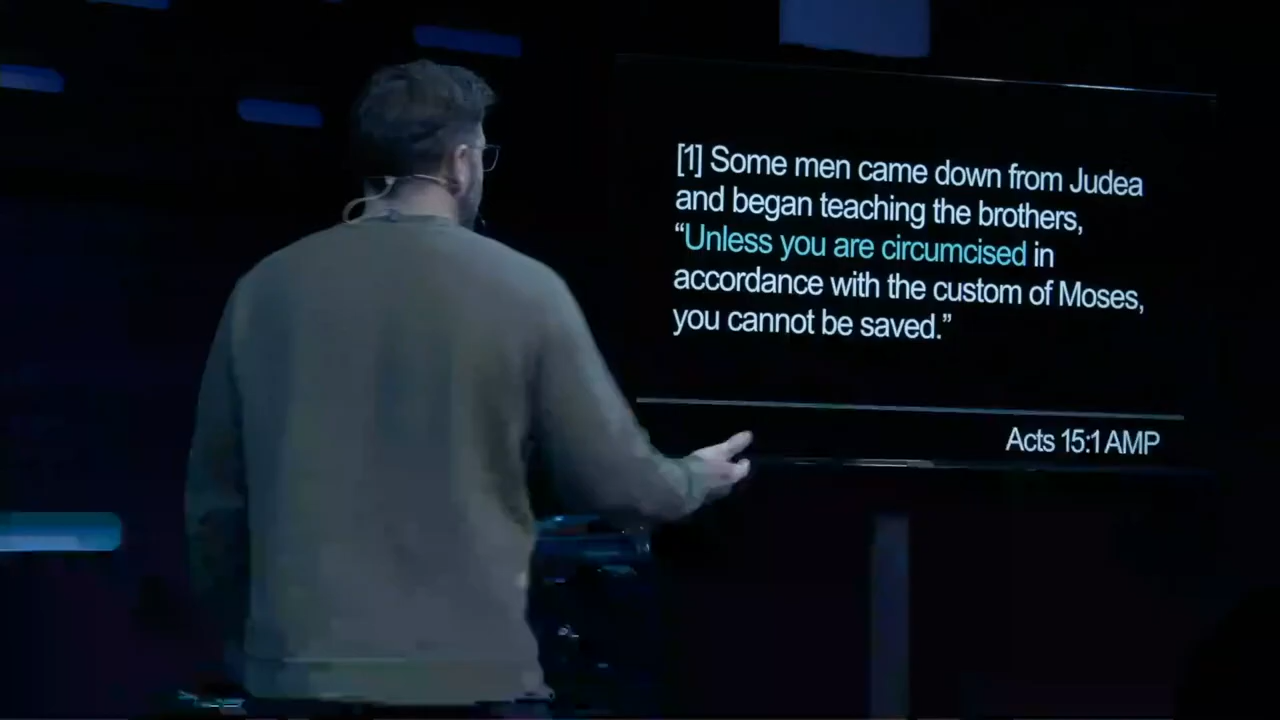 [1] Some men came down from Judea
and began teaching the brothers,
“Unless you are circumcised in
accordance with the custom of Moses,
you cannot be saved.”
Acts 15:1 AMP